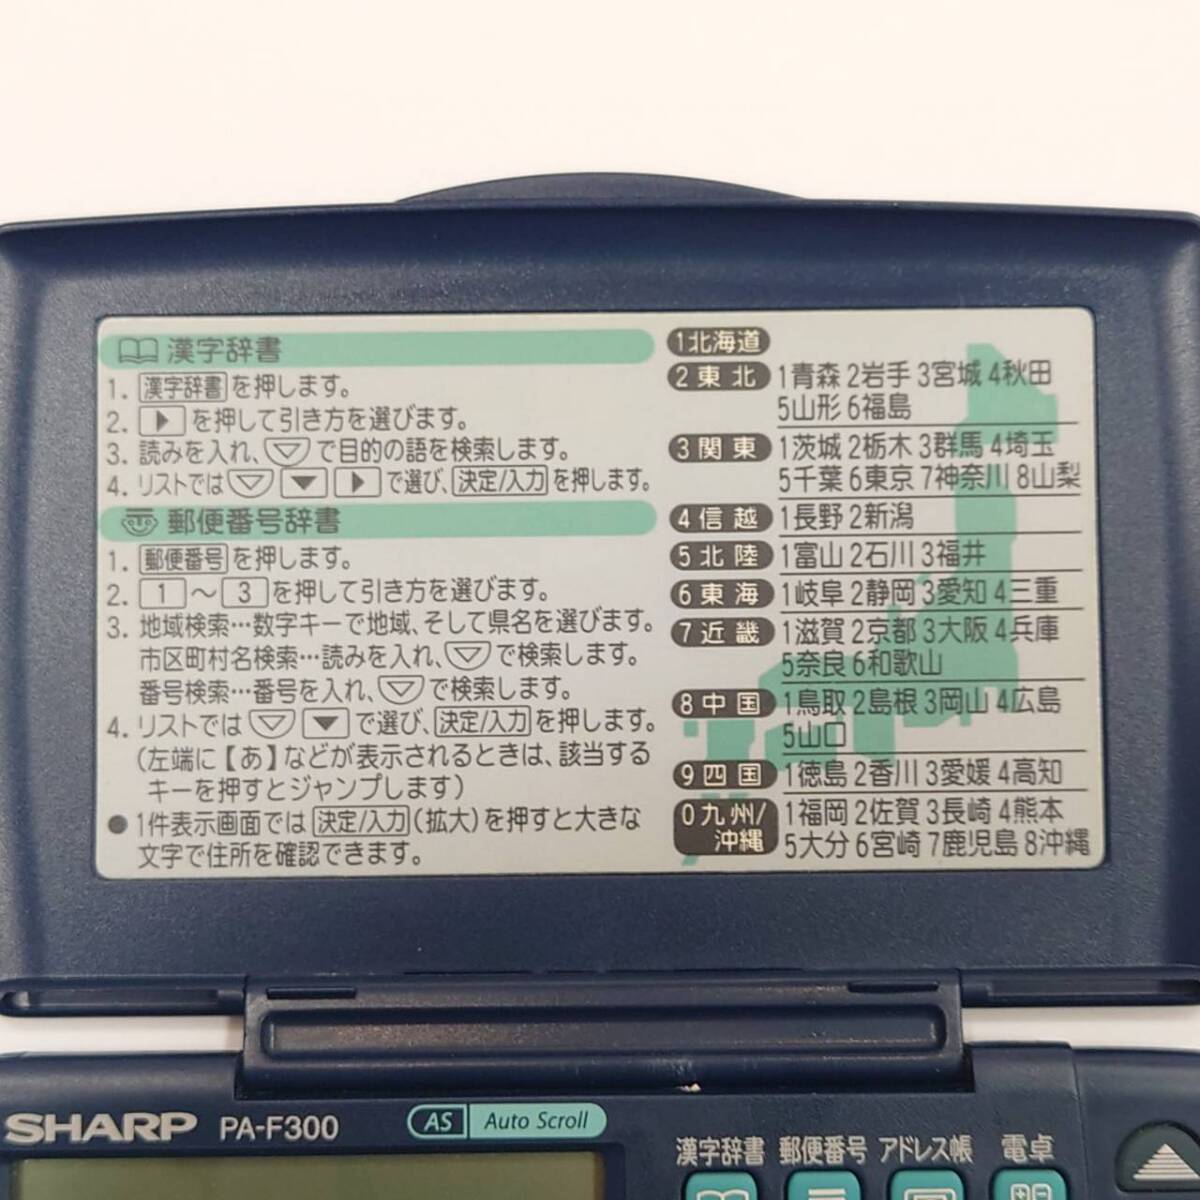 漢字辞書
1. 漢字辞書を押します。
2. ▶を押して引き方を選びます。
3. 読みを入れ、▽で目的の語を検索します。
4. リストでは▽▼▶で選び、決定/入力を押します。
郵便番号辞書
1. 郵便番号を押します。
2. 1～3を押して引き方を選びます。
3. 地域検索…数字キーで地域、そして県名を選びます。
市区町村名検索…読みを入れ、▽で検索します。
番号検索…番号を入れ、▽で検索します。
4. リストでは▽▼で選び、決定/入力を押します。
(左端に【あ】などが表示されるときは、該当する
キーを押すとジャンプします)
●1件表示画面では決定/入力(拡大)を押すと大きな
文字で住所を確認できます。
1北海道
2東北 1青森 2岩手 3宮城 4秋田
5山形 6福島
3関東 1茨城 2栃木 3群馬 4埼玉
5千葉 6東京 7神奈川 8山梨
4信越 1長野 2新潟
5北陸 1富山 2石川 3福井
6東海 1岐阜 2静岡 3愛知 4三重
7近畿 1滋賀 2京都 3大阪 4兵庫
5奈良 6和歌山
8中国 1鳥取 2島根 3岡山 4広島
5山口
9四国 1徳島 2香川 3愛媛 4高知
0九州/沖縄 1福岡 2佐賀 3長崎 4熊本
5大分 6宮崎 7鹿児島 8沖縄
SHARP PA-F300 AS Auto Scroll
漢字辞書 郵便番号 アドレス帳 電卓